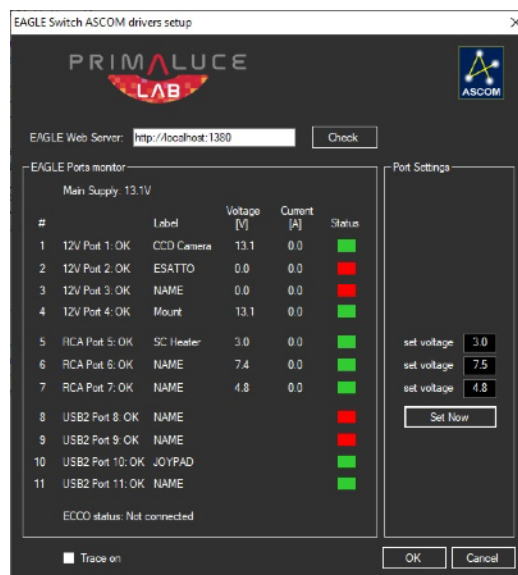 EAGLE Switch ASCOM drivers setup
PRIMALUCE
LAB
ASCOM
EAGLE Web Server: http://localhost:1380 Check
EAGLE Ports monitor Port Settings
Main Supply: 13.1V
# Label Voltage [V] Current [A] Status
1 12V Port 1: OK CCD Camera 13.1 0.0
2 12V Port 2: OK ESATTO 0.0 0.0
3 12V Port 3: OK NAME 0.0 0.0
4 12V Port 4: OK Mount 13.1 0.0
5 RCA Port 5: OK SC Heater 3.0 0.0 set voltage 3.0
6 RCA Port 6: OK NAME 7.4 0.0 set voltage 7.5
7 RCA Port 7: OK NAME 4.8 0.0 set voltage 4.8
8 USB2 Port 8: OK NAME Set Now
9 USB2 Port 9: OK NAME
10 USB2 Port 10: OK JOYPAD
11 USB2 Port 11: OK NAME
ECCO status: Not connected
Trace on OK Cancel